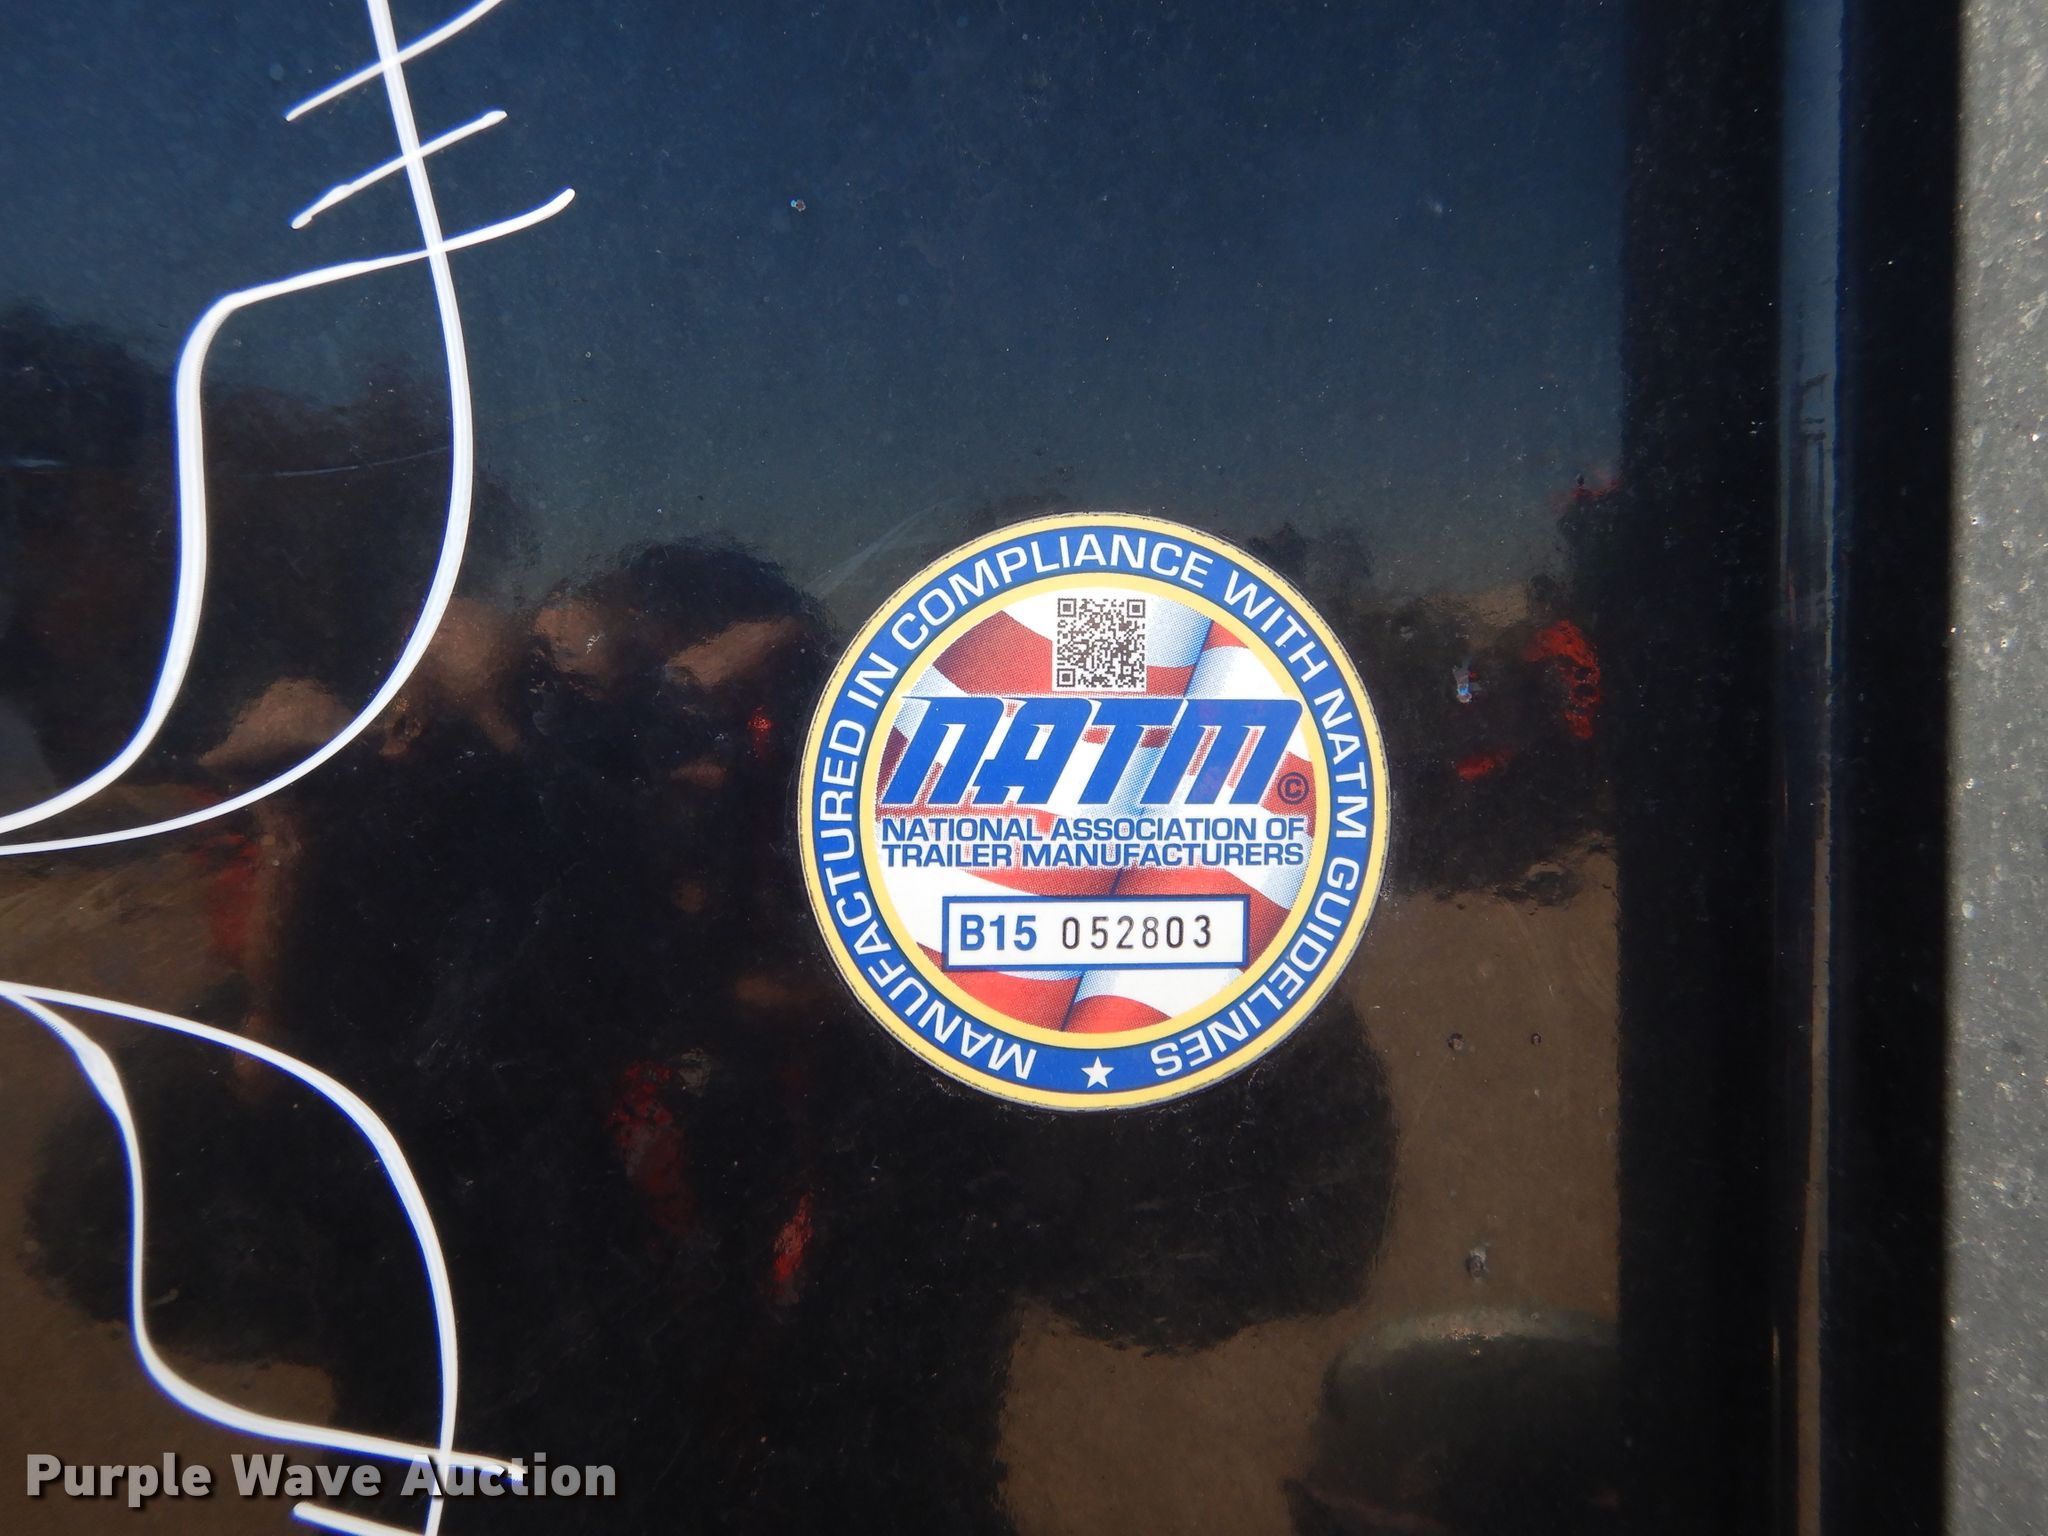 MANUFACTURED IN COMPLIANCE WITH NATM GUIDELINES
NATM©
NATIONAL ASSOCIATION OF
TRAILER MANUFACTURERS
B15 052803
Purple Wave Auction